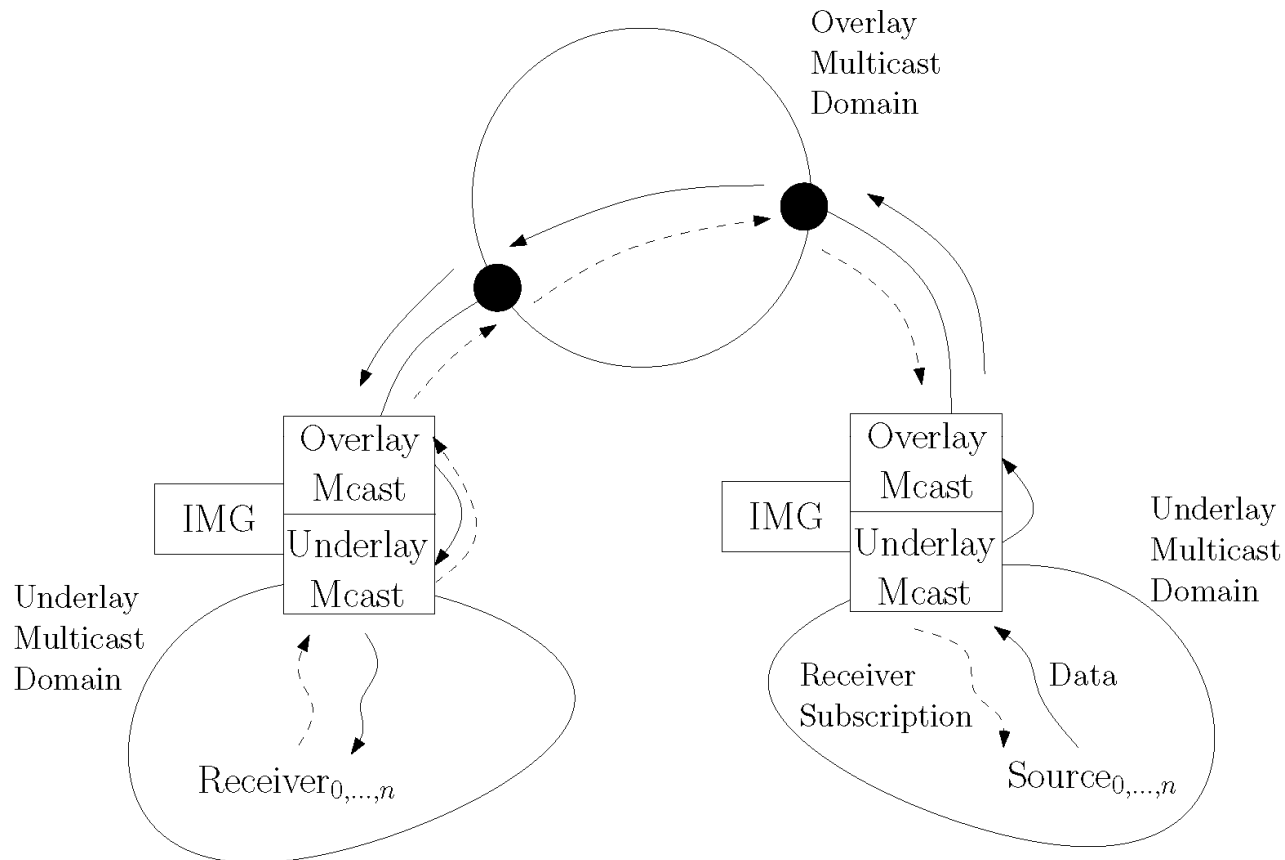 Overlay
Multicast
Domain
Overlay
Mcast
IMG
Underlay
Mcast
Underlay
Multicast
Domain
Receiver₀,...,ₙ
Overlay
Mcast
IMG
Underlay
Mcast
Underlay
Multicast
Domain
Receiver
Subscription
Data
Source₀,...,ₙ